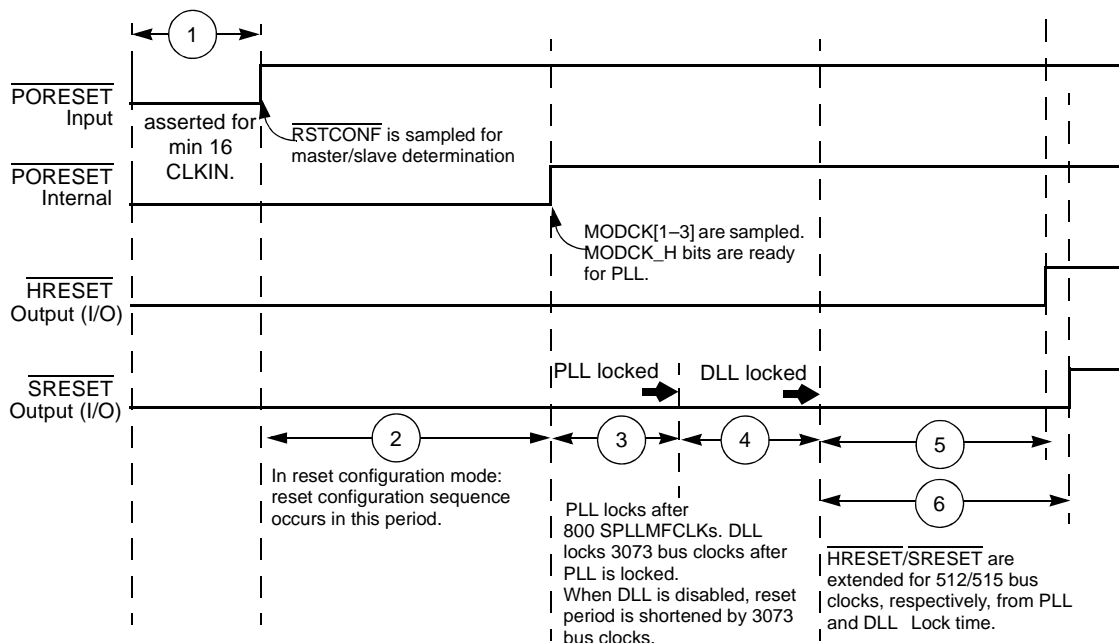 1
PORESET
Input
asserted for
min 16
CLKIN.
RSTCONF is sampled for
master/slave determination
PORESET
Internal
MODCK[1–3] are sampled.
MODCK_H bits are ready
for PLL.
HRESET
Output (I/O)
PLL locked
DLL locked
SRESET
Output (I/O)
2
3
4
5
In reset configuration mode:
reset configuration sequence
occurs in this period.
6
PLL locks after
800 SPLLMFCLKs. DLL
locks 3073 bus clocks after
PLL is locked.
When DLL is disabled, reset
period is shortened by 3073
bus clocks.
HRESET/SRESET are
extended for 512/515 bus
clocks, respectively, from PLL
and DLL Lock time.